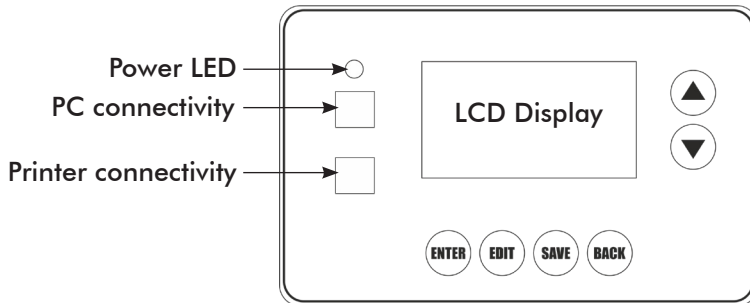 Power LED
PC connectivity
Printer connectivity
LCD Display
ENTER EDIT SAVE BACK